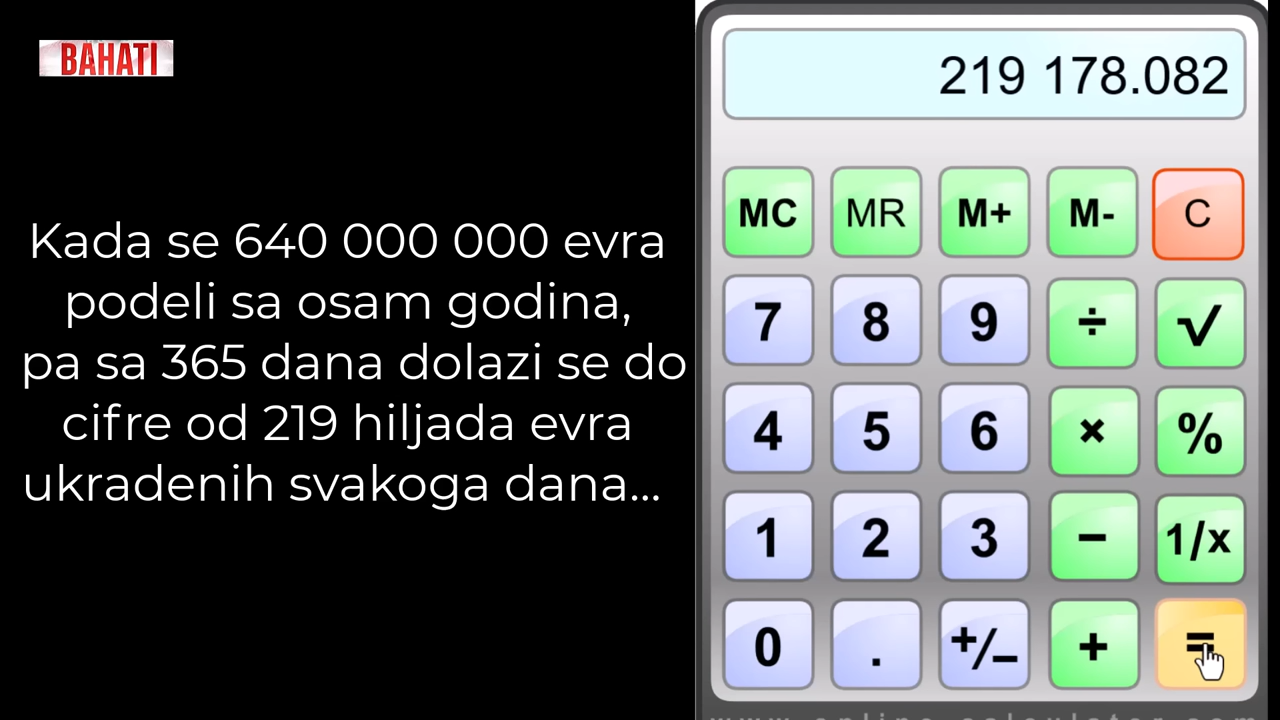 BAHATI
Kada se 640 000 000 evra
podeli sa osam godina,
pa sa 365 dana dolazi se do
cifre od 219 hiljada evra
ukradenih svakoga dana...
219 178.082
MC MR M+ M- C
7 8 9 ÷ √
4 5 6 × %
1 2 3 − 1/x
0 . +/− + =